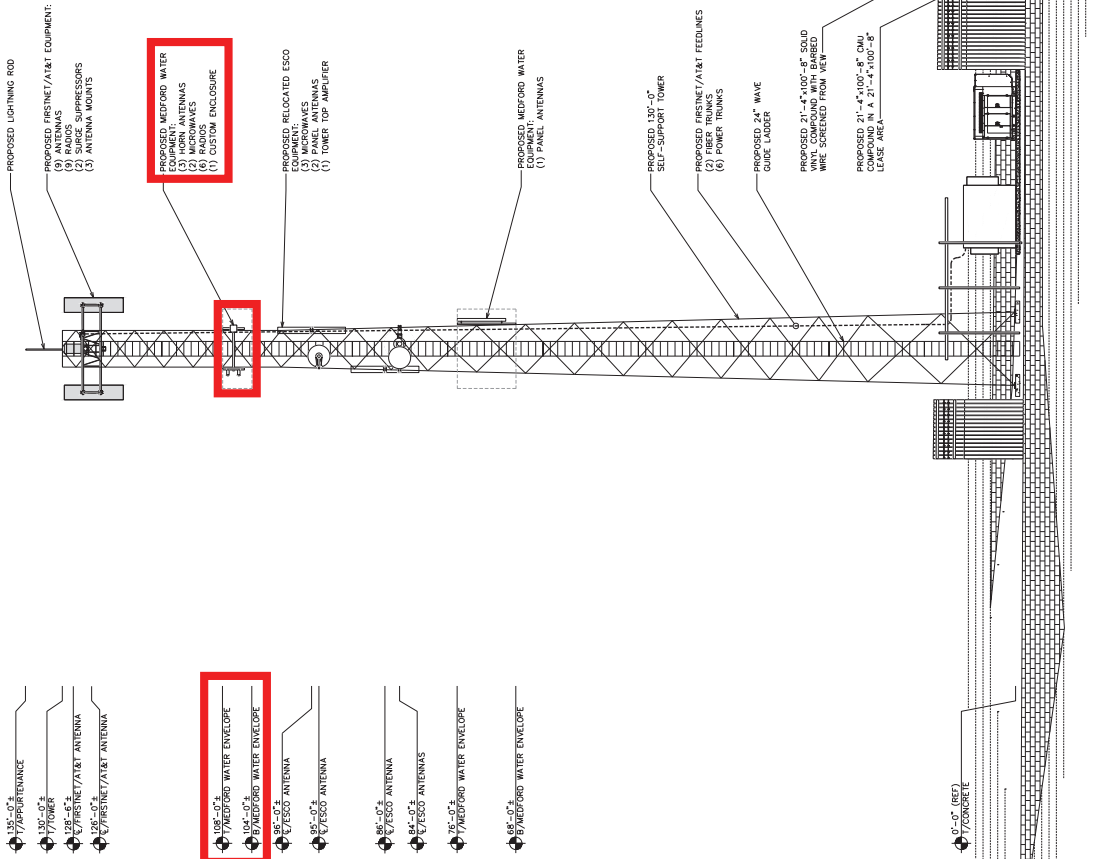 PROPOSED LIGHTNING ROD
PROPOSED FIRSTNET/AT&T EQUIPMENT:
(9) ANTENNAS
(9) RADIOS
(2) SURGE SUPPRESSORS
(3) ANTENNA MOUNTS
PROPOSED MEDFORD WATER
EQUIPMENT:
(3) HORN ANTENNAS
(2) MICROWAVES
(6) RADIOS
(1) CUSTOM ENCLOSURE
PROPOSED RELOCATED ESCO
EQUIPMENT:
(3) MICROWAVES
(2) PANEL ANTENNAS
(1) TOWER TOP AMPLIFIER
PROPOSED MEDFORD WATER
EQUIPMENT:
(1) PANEL ANTENNAS
PROPOSED 130'-0"
SELF-SUPPORT TOWER
PROPOSED FIRSTNET/AT&T FEEDLINES
(2) FIBER TRUNKS
(6) POWER TRUNKS
PROPOSED 24" WAVE
GUIDE LADDER
PROPOSED 21'-4"x100'-8" SOLID
VINYL COMPOUND WITH BARBED
WIRE SCREENED FROM VIEW
PROPOSED 21'-4"x100'-8" CMU
COMPOUND IN A 21'-4"x100'-8"
LEASE AREA
135'-0"±
T/APPURTENANCE
130'-0"±
T/TOWER
128'-6"±
℄/FIRSTNET/AT&T ANTENNA
126'-0"±
℄/FIRSTNET/AT&T ANTENNA
108'-0"±
T/MEDFORD WATER ENVELOPE
104'-0"±
B/MEDFORD WATER ENVELOPE
96'-0"±
℄/ESCO ANTENNA
95'-0"±
℄/ESCO ANTENNA
86'-0"±
℄/ESCO ANTENNA
84'-0"±
℄/ESCO ANTENNAS
76'-0"±
T/MEDFORD WATER ENVELOPE
68'-0"±
B/MEDFORD WATER ENVELOPE
0'-0" (REF)
T/CONCRETE